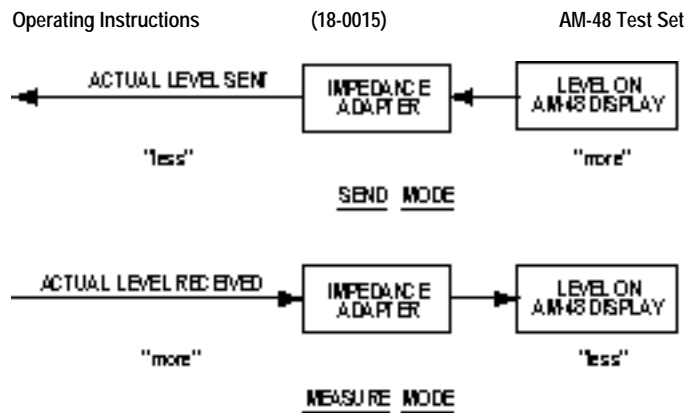 Operating Instructions (18-0015) AM-48 Test Set
ACTUAL LEVEL SENT
IMPEDANCE
ADAPTER
LEVEL ON
AM-48 DISPLAY
"less"
"more"
SEND MODE
ACTUAL LEVEL RECEIVED
IMPEDANCE
ADAPTER
LEVEL ON
AM-48 DISPLAY
"more"
"less"
MEASURE MODE